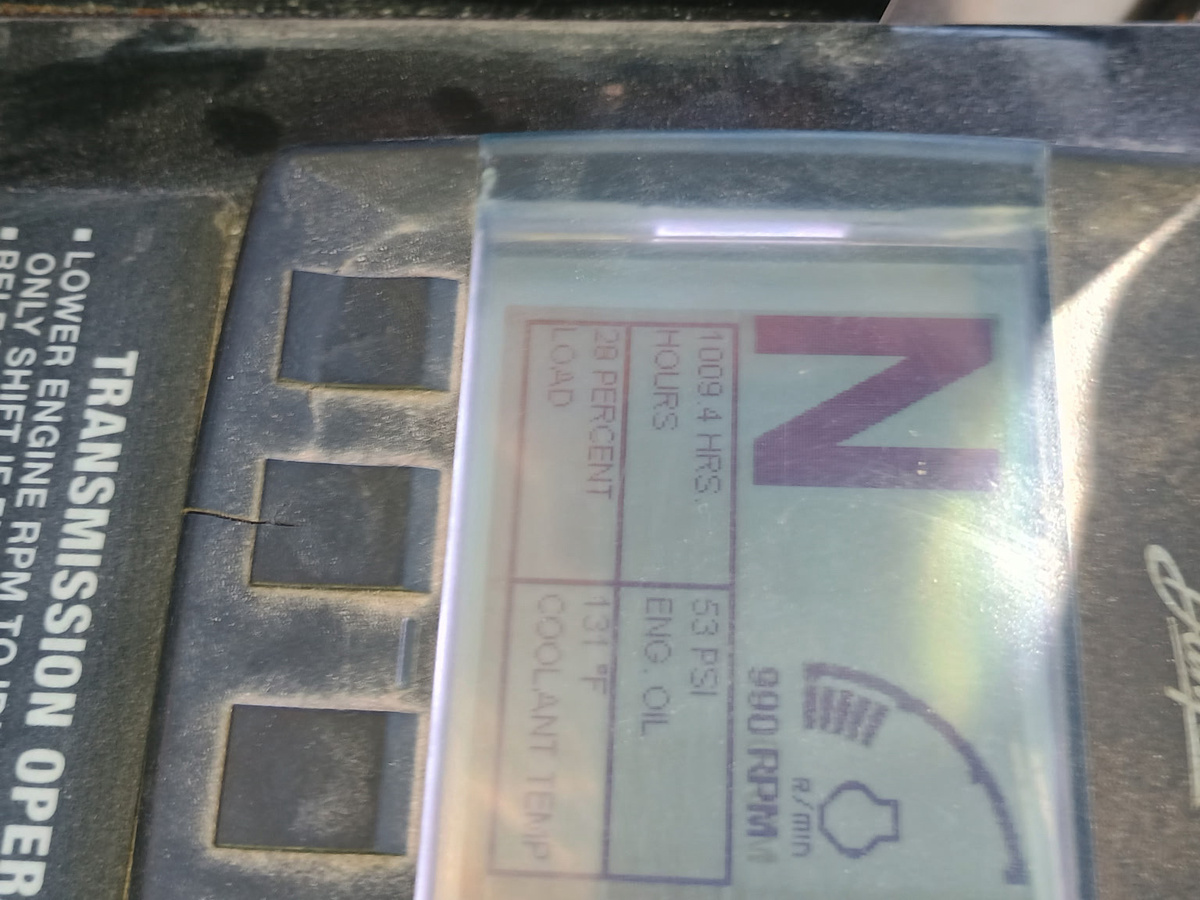 N
990 RPM
R/min
1009.4 HRS.
HOURS
53 PSI
ENG. OIL
28 PERCENT
LOAD
131 °F
COOLANT TEMP
TRANSMISSION OPER
▪ LOWER ENGINE RPM TO
ONLY SHIFT IF